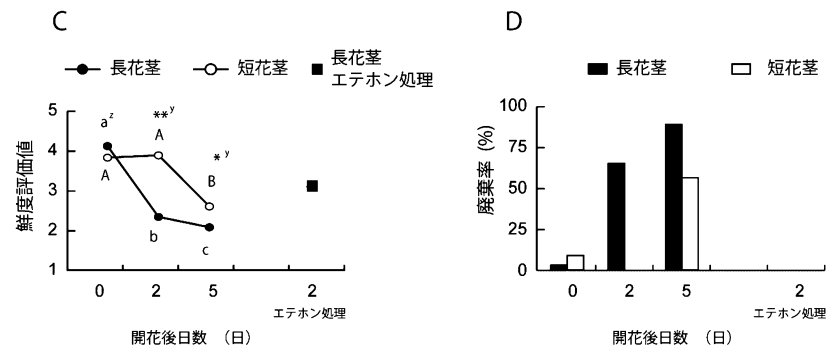 C
長花茎
短花茎
長花茎
エテホン処理
鮮度評価値
5
4
3
2
1
a z
** y
A
* y
A
B
b
c
0
2
5
2
エテホン処理
開花後日数 (日)
D
長花茎
短花茎
廃棄率 (%)
100
75
50
25
0
0
2
5
2
エテホン処理
開花後日数 (日)